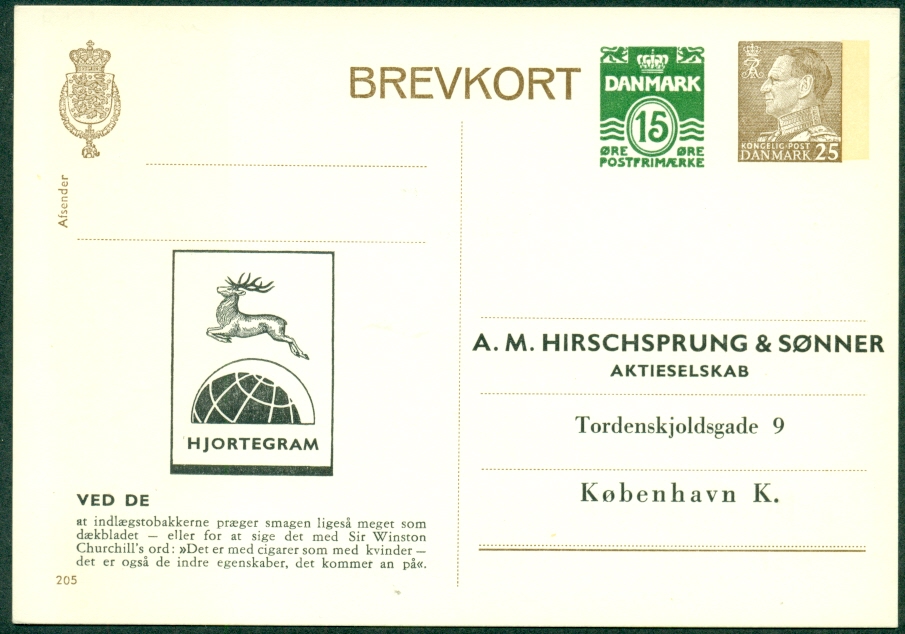 BREVKORT
DANMARK
15
ØRE ØRE
POSTFRIMÆRKE
KONGELIG·POST
DANMARK 25
Afsender
HJORTEGRAM
VED DE
at indlægstobakkerne præger smagen ligeså meget som
dækbladet — eller for at sige det med Sir Winston
Churchill's ord: »Det er med cigarer som med kvinder —
det er også de indre egenskaber, det kommer an på«.
205
A. M. HIRSCHSPRUNG & SØNNER
AKTIESELSKAB
Tordenskjoldsgade 9
København K.